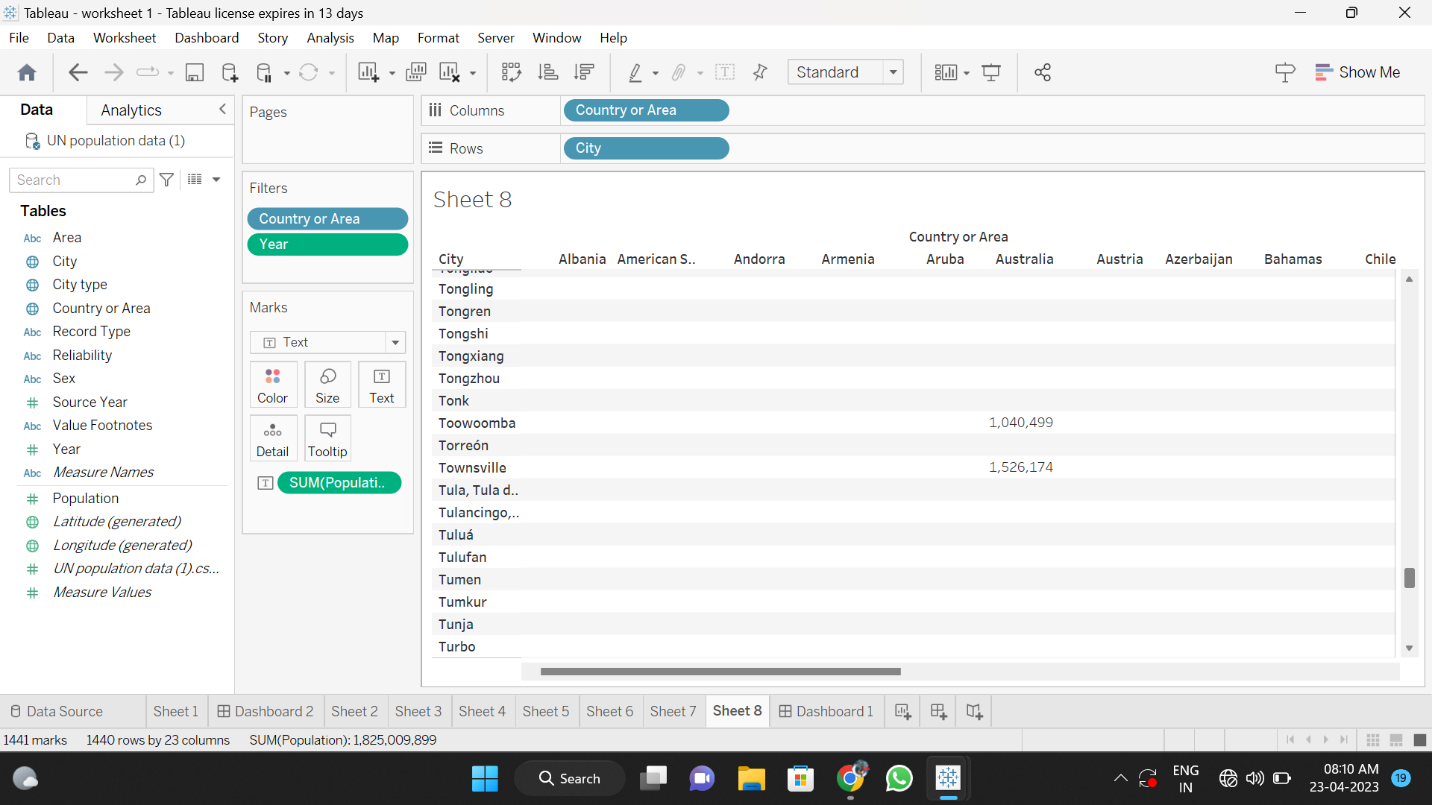 Tableau - worksheet 1 - Tableau license expires in 13 days
File Data Worksheet Dashboard Story Analysis Map Format Server Window Help
Standard
Show Me
Data Analytics
UN population data (1)
Search
Tables
Abc Area
City
City type
Country or Area
Abc Record Type
Abc Reliability
Abc Sex
# Source Year
Abc Value Footnotes
# Year
Abc Measure Names
# Population
Latitude (generated)
Longitude (generated)
# UN population data (1).cs...
# Measure Values
Pages
Filters
Country or Area
Year
Marks
T Text
Color Size Text
Detail Tooltip
T SUM(Populati..
Columns Country or Area
Rows City
Sheet 8
Country or Area
City Albania American S.. Andorra Armenia Aruba Australia Austria Azerbaijan Bahamas Chile
Tongling
Tongren
Tongshi
Tongxiang
Tongzhou
Tonk
Toowoomba 1,040,499
Torreón
Townsville 1,526,174
Tula, Tula d..
Tulancingo,..
Tuluá
Tulufan
Tumen
Tumkur
Tunja
Turbo
Data Source Sheet 1 Dashboard 2 Sheet 2 Sheet 3 Sheet 4 Sheet 5 Sheet 6 Sheet 7 Sheet 8 Dashboard 1
1441 marks 1440 rows by 23 columns SUM(Population): 1,825,009,899
Search
ENG
IN
08:10 AM
23-04-2023
19